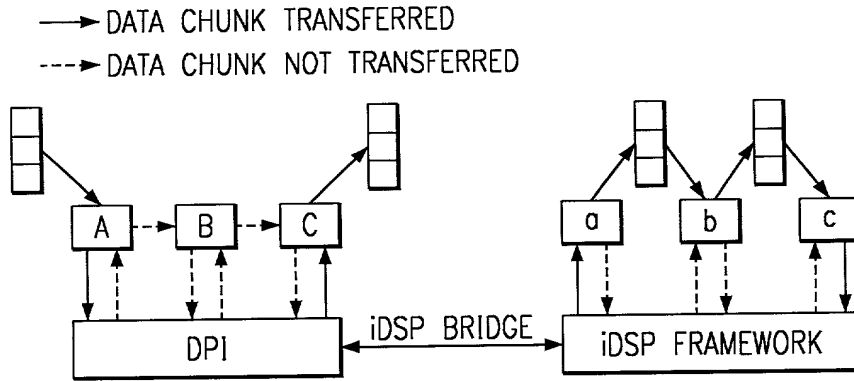 DATA CHUNK TRANSFERRED
DATA CHUNK NOT TRANSFERRED
A
B
C
a
b
c
DPI
iDSP BRIDGE
iDSP FRAMEWORK